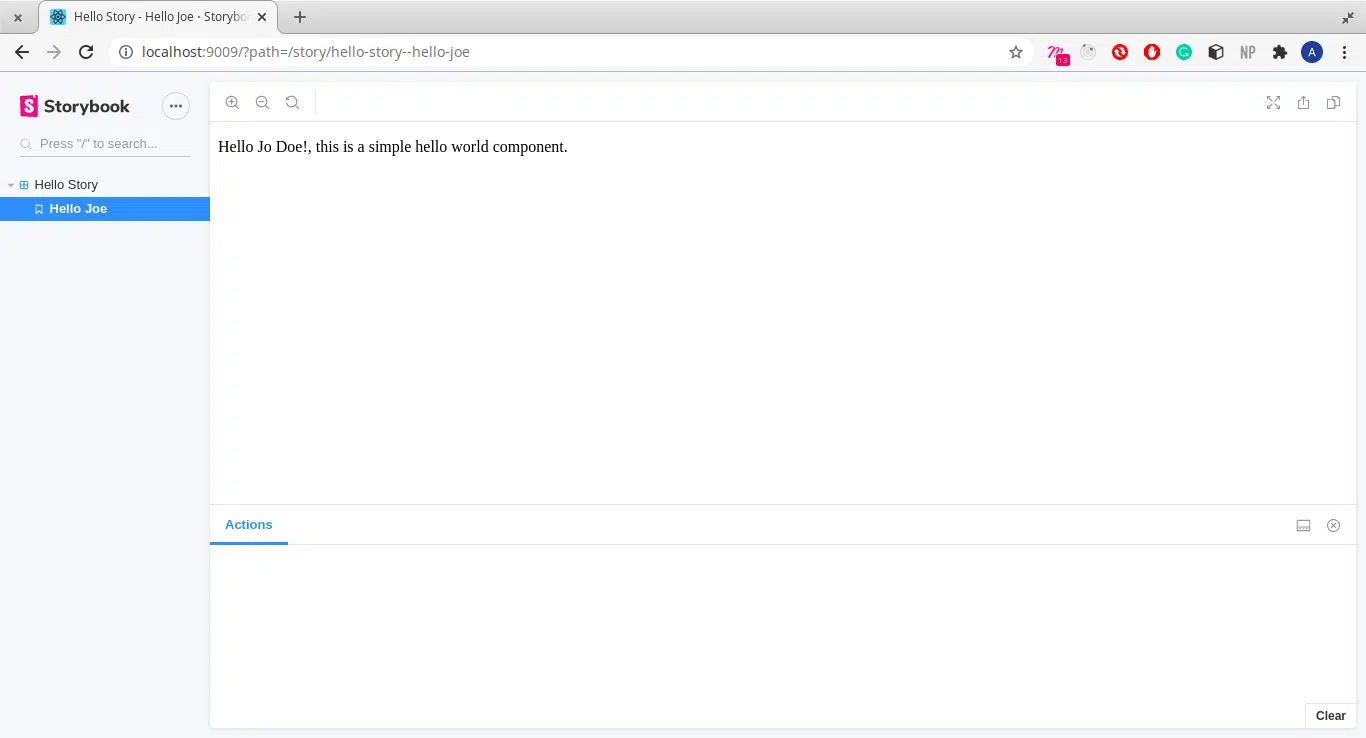 Hello Story - Hello Joe · Storybo
localhost:9009/?path=/story/hello-story--hello-joe
13
NP
A
Storybook
Press "/" to search...
Hello Story
Hello Joe
Hello Jo Doe!, this is a simple hello world component.
Actions
Clear